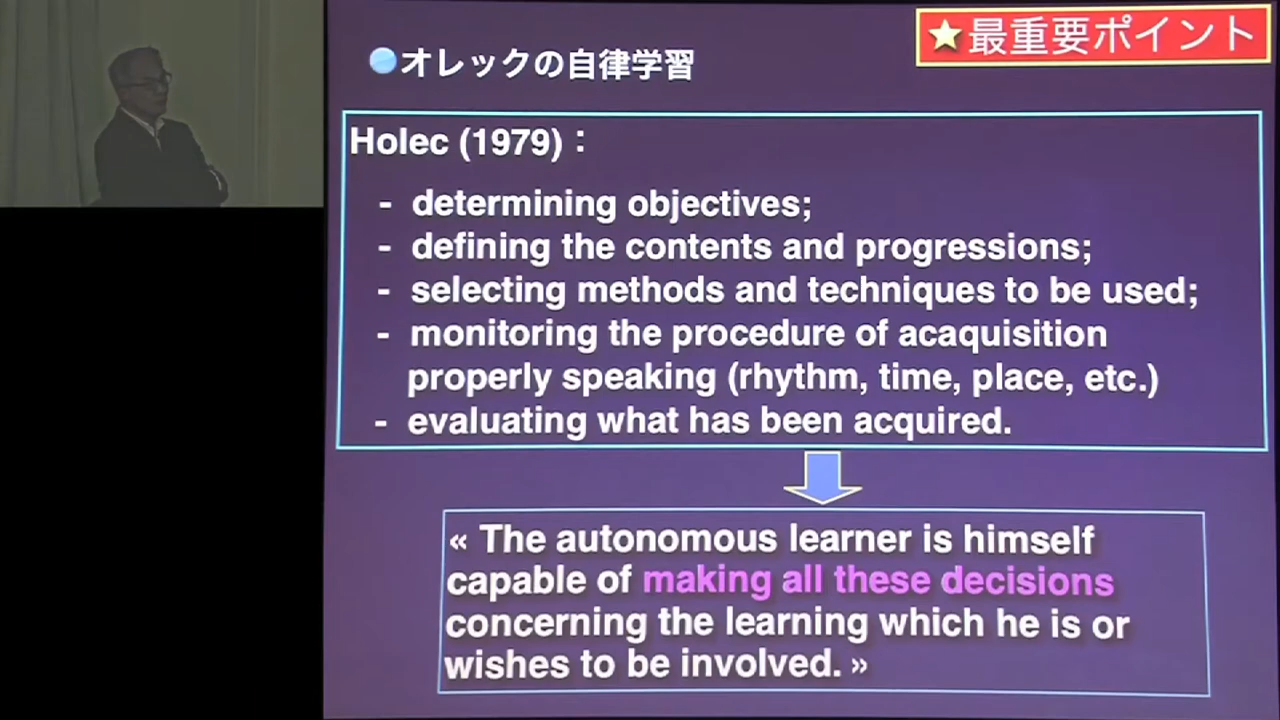 ★最重要ポイント
オレックの自律学習
Holec (1979)：
- determining objectives;
- defining the contents and progressions;
- selecting methods and techniques to be used;
- monitoring the procedure of acaquisition
properly speaking (rhythm, time, place, etc.)
- evaluating what has been acquired.
« The autonomous learner is himself
capable of making all these decisions
concerning the learning which he is or
wishes to be involved. »